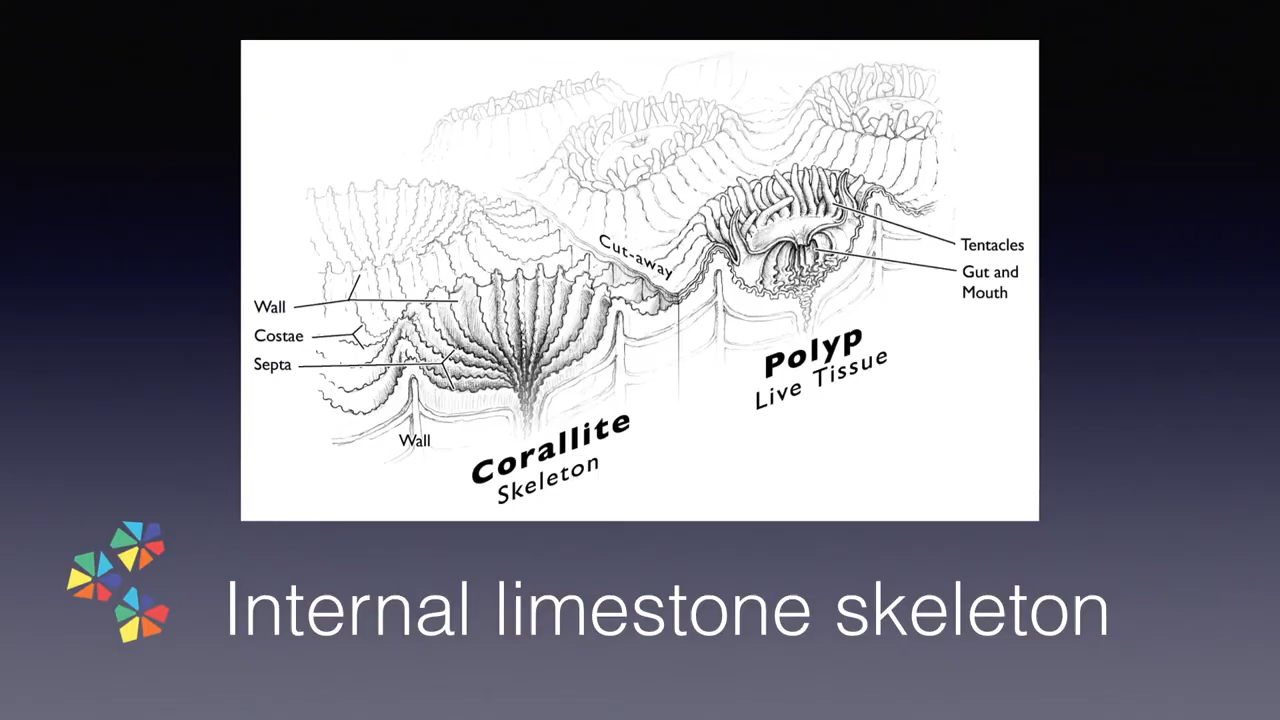 Cut-away
Tentacles
Gut and
Mouth
Wall
Costae
Septa
Wall
Polyp
Live Tissue
Corallite
Skeleton
Internal limestone skeleton